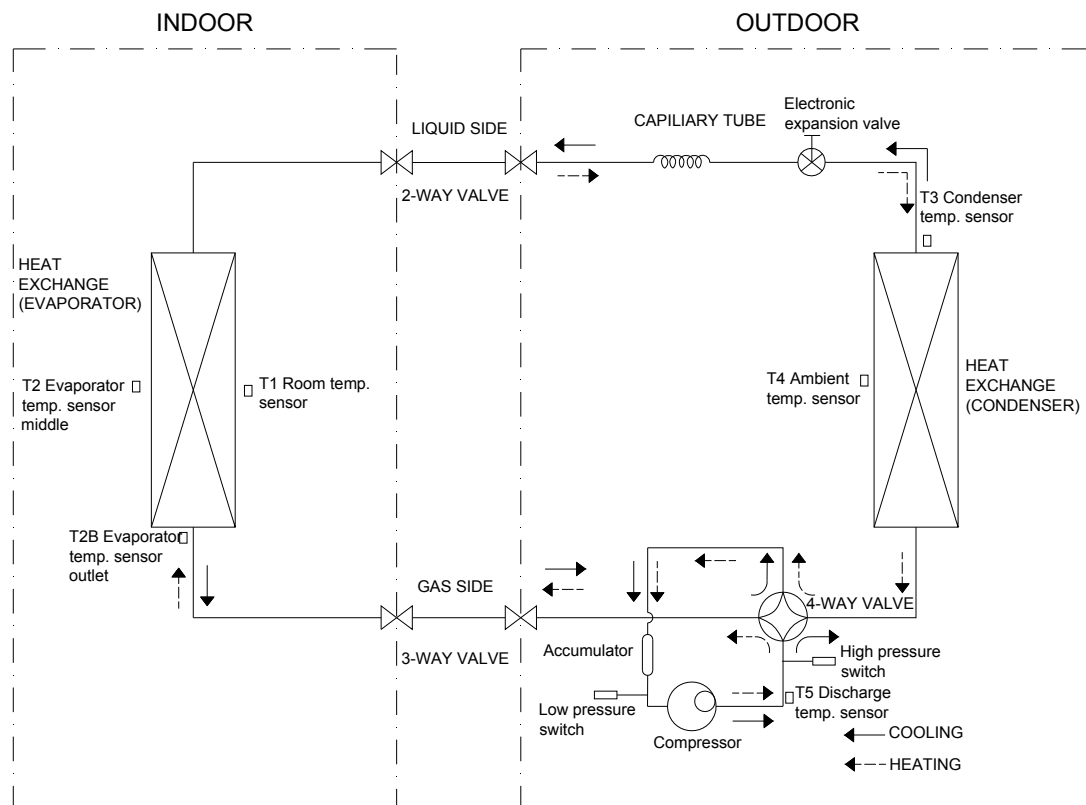 INDOOR
OUTDOOR
LIQUID SIDE
2-WAY VALVE
CAPILIARY TUBE
Electronic
expansion valve
T3 Condenser
temp. sensor
HEAT
EXCHANGE
(EVAPORATOR)
T2 Evaporator
temp. sensor
middle
T1 Room temp.
sensor
T4 Ambient
temp. sensor
HEAT
EXCHANGE
(CONDENSER)
T2B Evaporator
temp. sensor
outlet
GAS SIDE
3-WAY VALVE
4-WAY VALVE
Accumulator
High pressure
switch
Low pressure
switch
Compressor
T5 Discharge
temp. sensor
COOLING
HEATING